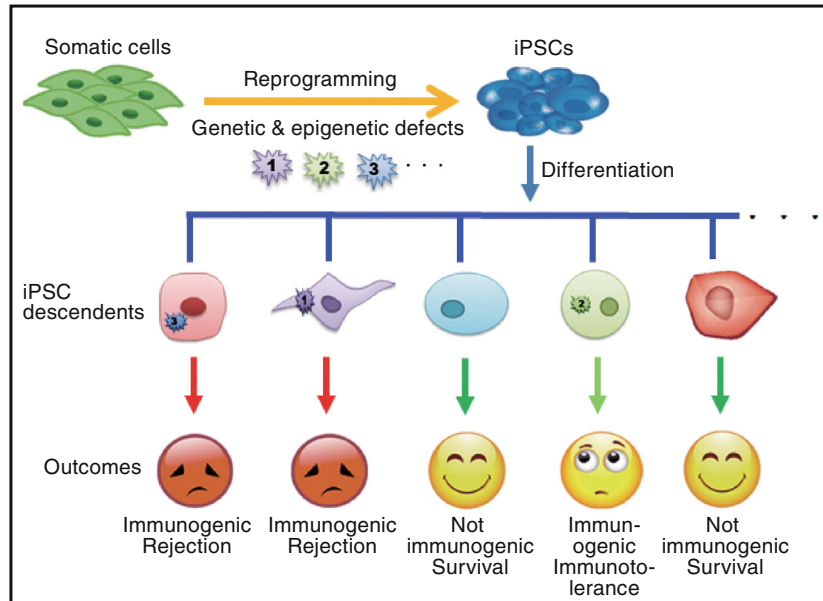 Somatic cells
iPSCs
Reprogramming
Genetic & epigenetic defects
1 2 3 . . .
Differentiation
. . . .
iPSC
descendents
3
1
2
Outcomes
Immunogenic
Rejection
Immunogenic
Rejection
Not
immunogenic
Survival
Immun-
ogenic
Immunoto-
lerance
Not
immunogenic
Survival